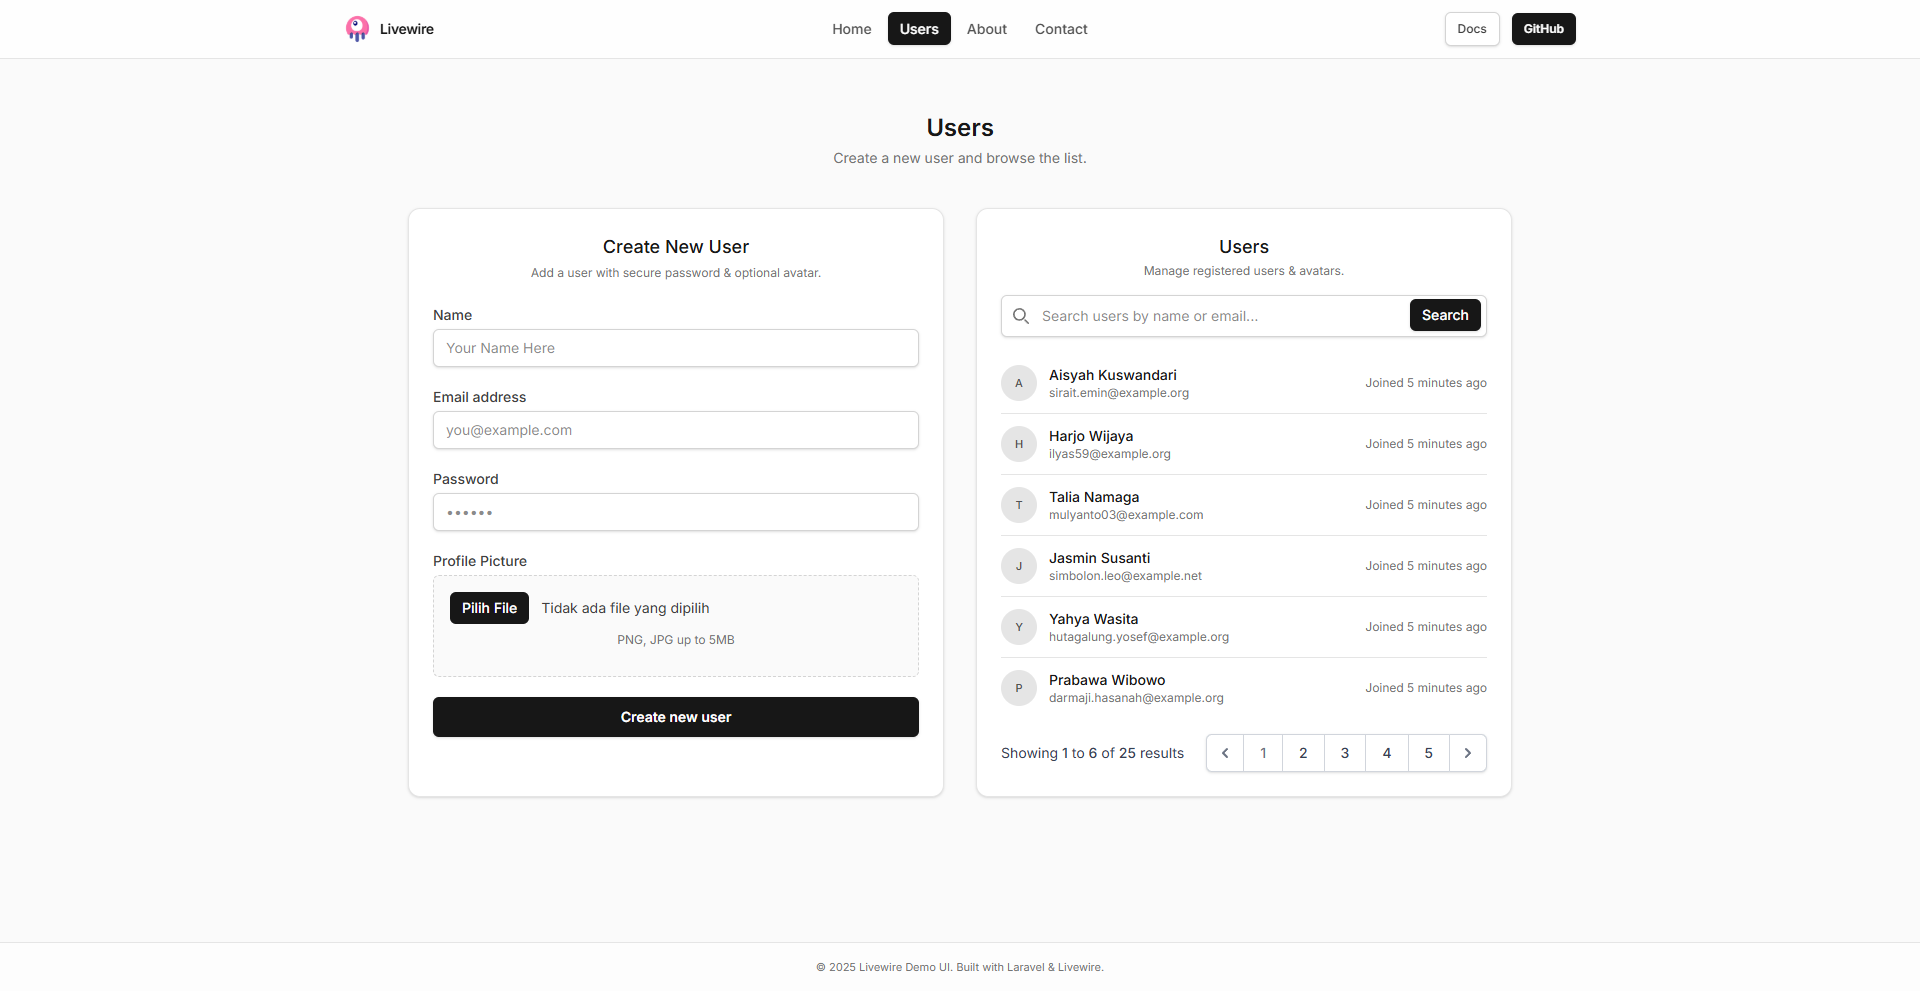 Livewire
Home Users About Contact
Docs GitHub
Users
Create a new user and browse the list.
Create New User
Add a user with secure password & optional avatar.
Name
Your Name Here
Email address
you@example.com
Password
••••••
Profile Picture
Pilih File Tidak ada file yang dipilih
PNG, JPG up to 5MB
Create new user
Users
Manage registered users & avatars.
Search users by name or email... Search
A Aisyah Kuswandari Joined 5 minutes ago
sirait.emin@example.org
H Harjo Wijaya Joined 5 minutes ago
ilyas59@example.org
T Talia Namaga Joined 5 minutes ago
mulyanto03@example.com
J Jasmin Susanti Joined 5 minutes ago
simbolon.leo@example.net
Y Yahya Wasita Joined 5 minutes ago
hutagalung.yosef@example.org
P Prabawa Wibowo Joined 5 minutes ago
darmaji.hasanah@example.org
Showing 1 to 6 of 25 results 1 2 3 4 5
© 2025 Livewire Demo UI. Built with Laravel & Livewire.